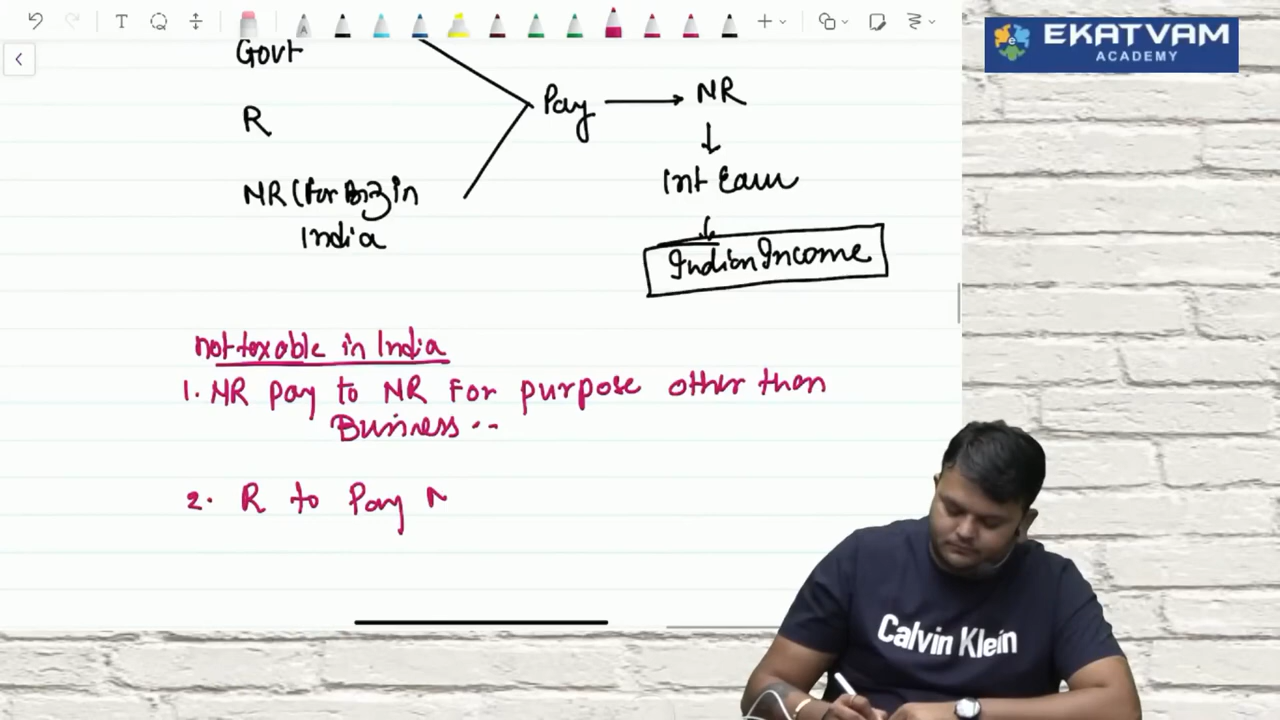 EKATVAM
ACADEMY
Govt
R
Pay
NR
NR (For Biz) in
India
Int Earn
Indian Income
not taxable in India
1. NR Pay to NR For purpose other than
Business..
2. R to Pay N
Calvin Klein